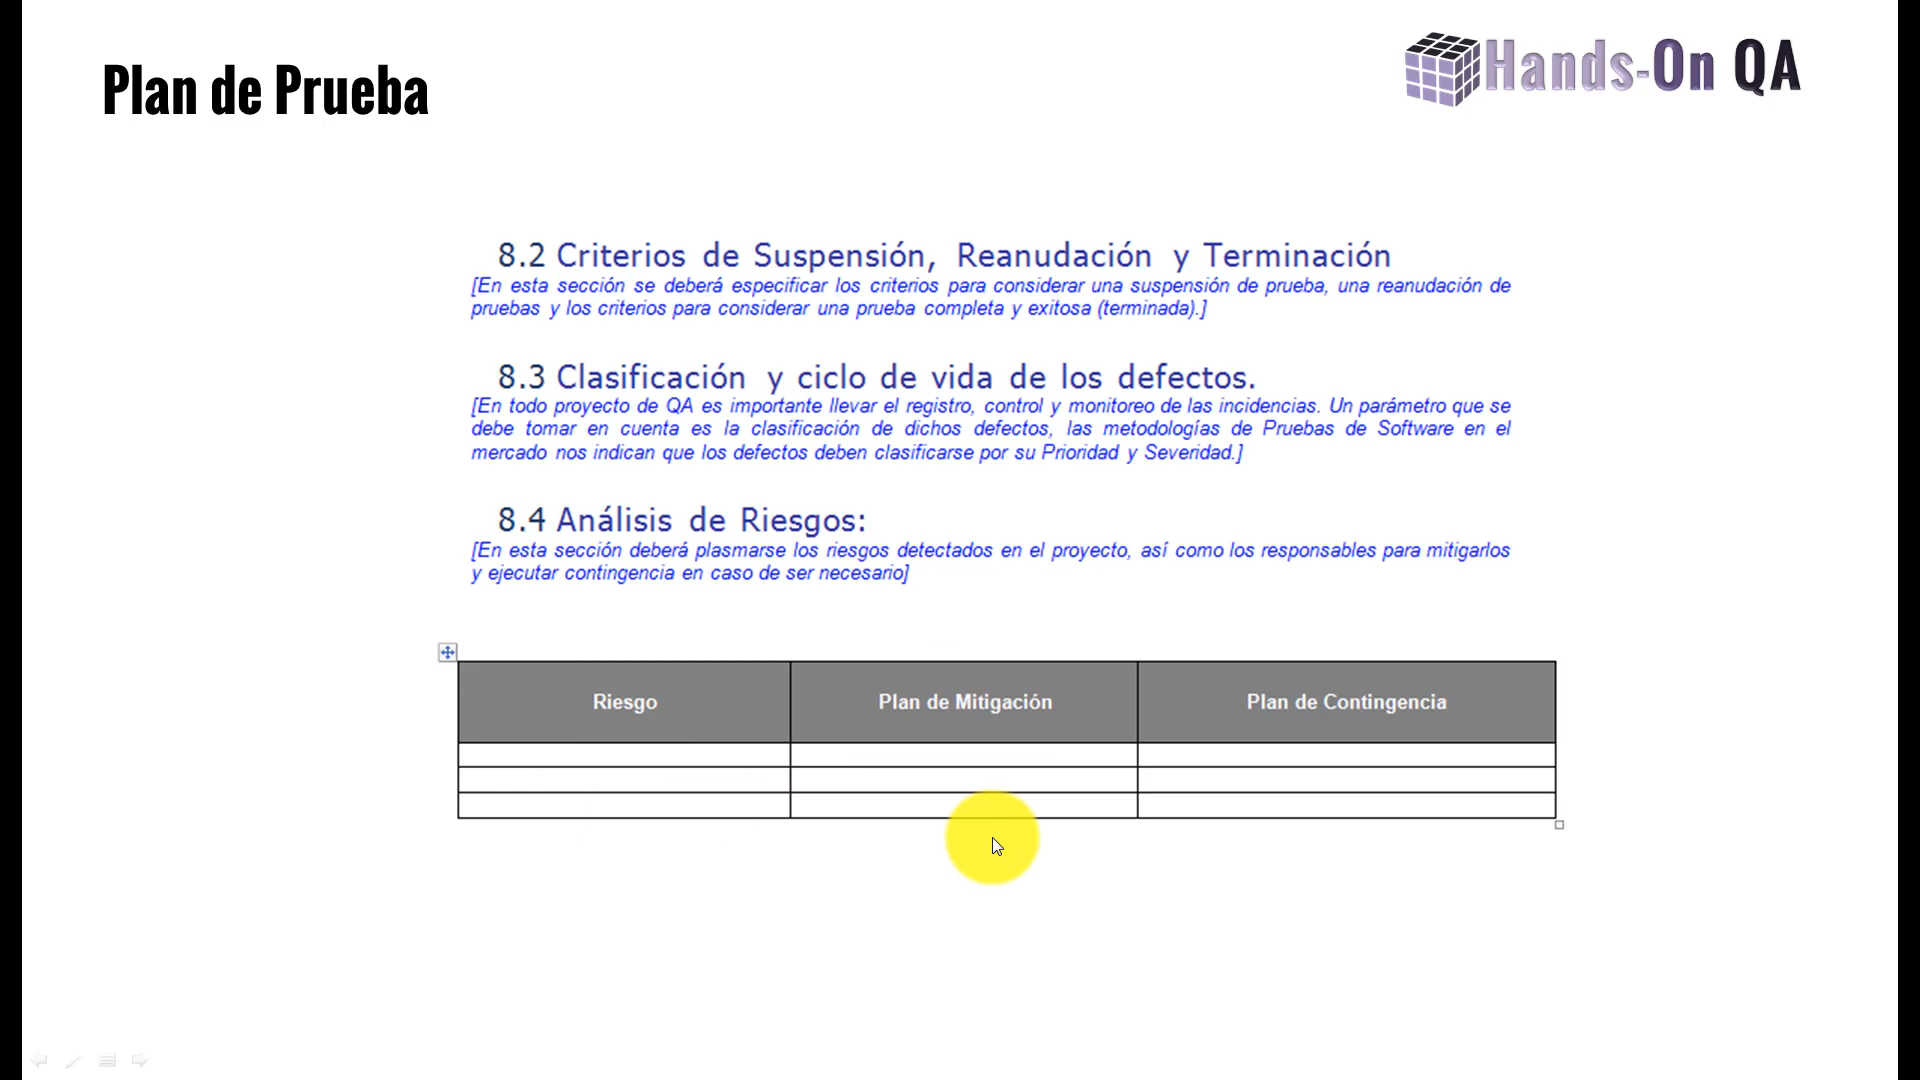 Plan de Prueba
Hands-On QA
8.2 Criterios de Suspensión, Reanudación y Terminación
[En esta sección se deberá especificar los criterios para considerar una suspensión de prueba, una reanudación de
pruebas y los criterios para considerar una prueba completa y exitosa (terminada).]
8.3 Clasificación y ciclo de vida de los defectos.
[En todo proyecto de QA es importante llevar el registro, control y monitoreo de las incidencias. Un parámetro que se
debe tomar en cuenta es la clasificación de dichos defectos, las metodologías de Pruebas de Software en el
mercado nos indican que los defectos deben clasificarse por su Prioridad y Severidad.]
8.4 Análisis de Riesgos:
[En esta sección deberá plasmarse los riesgos detectados en el proyecto, así como los responsables para mitigarlos
y ejecutar contingencia en caso de ser necesario]
Riesgo Plan de Mitigación Plan de Contingencia